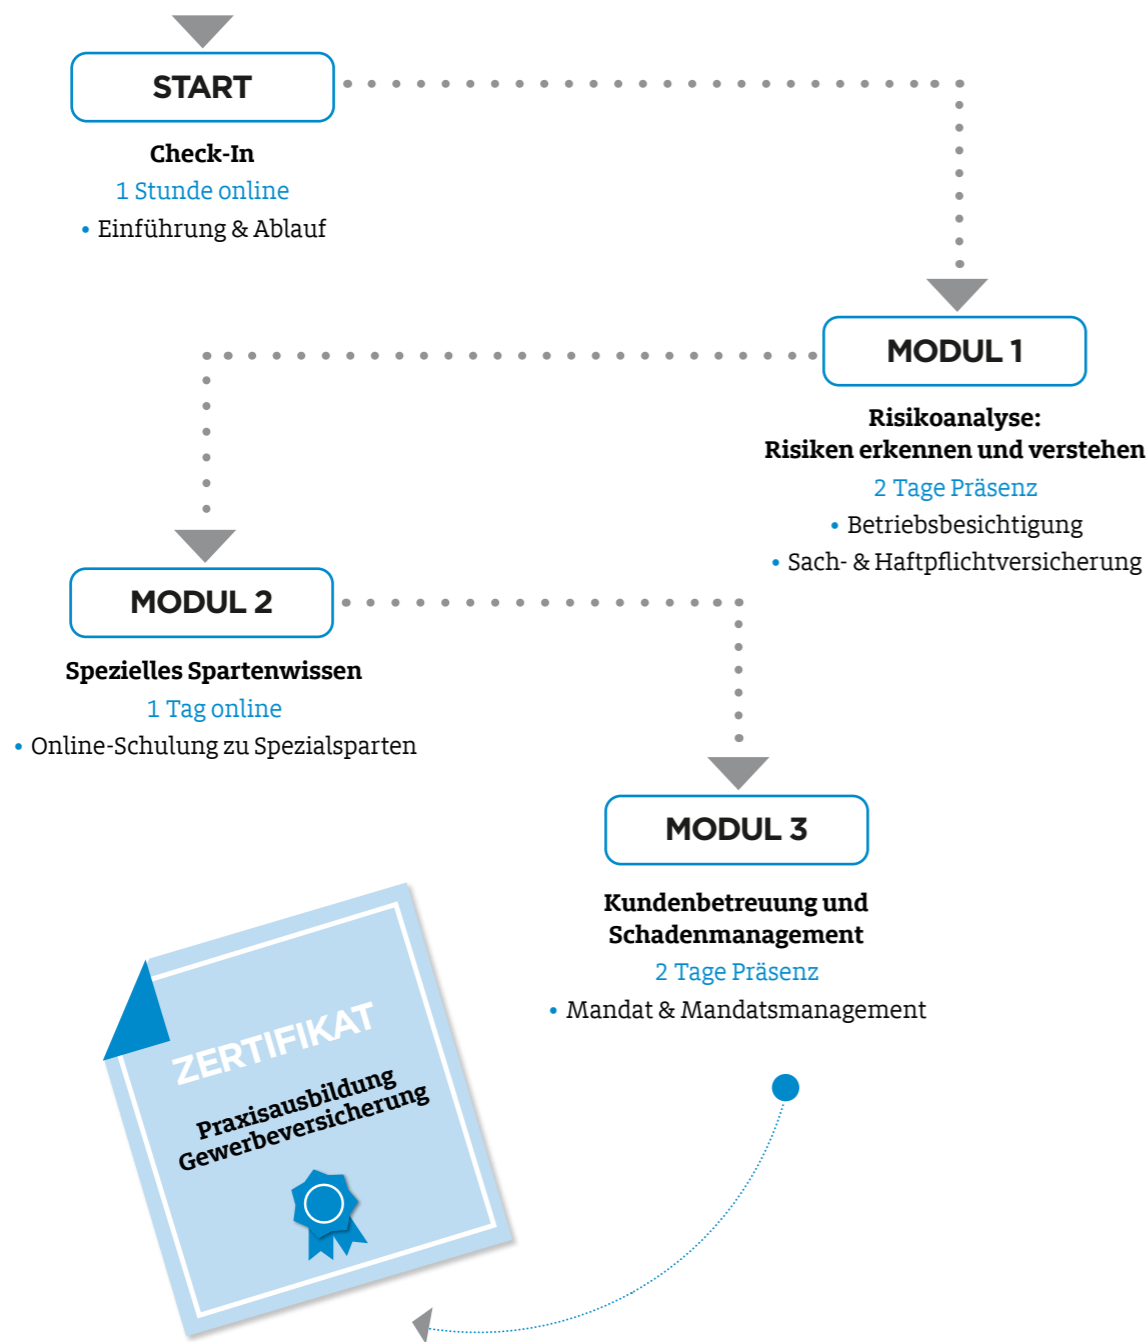 START
Check-In
1 Stunde online
• Einführung & Ablauf
MODUL 1
Risikoanalyse:
Risiken erkennen und verstehen
2 Tage Präsenz
• Betriebsbesichtigung
• Sach- & Haftpflichtversicherung
MODUL 2
Spezielles Spartenwissen
1 Tag online
• Online-Schulung zu Spezialsparten
MODUL 3
Kundenbetreuung und
Schadenmanagement
2 Tage Präsenz
• Mandat & Mandatsmanagement
ZERTIFIKAT
Praxisausbildung
Gewerbeversicherung